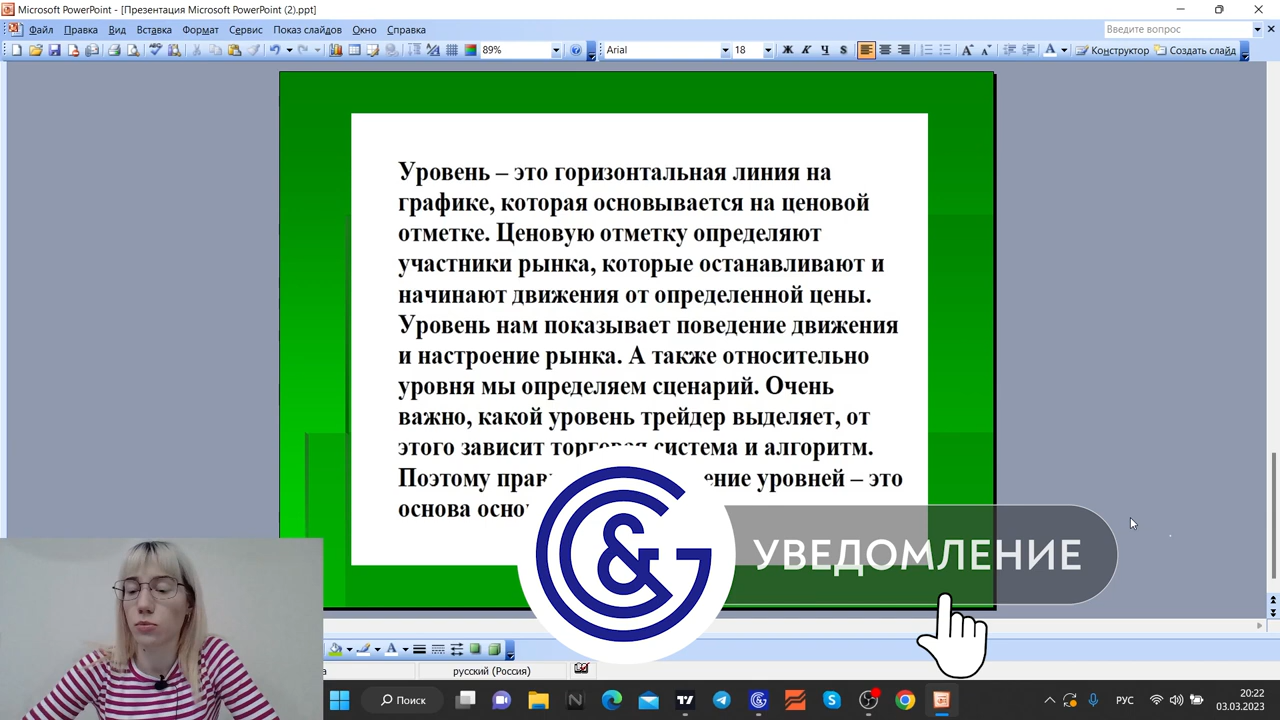 Microsoft PowerPoint - [Презентация Microsoft PowerPoint (2).ppt]
Файл Правка Вид Вставка Формат Сервис Показ слайдов Окно Справка
Введите вопрос
89% Arial 18 Ж К Ч S Конструктор Создать слайд
Уровень – это горизонтальная линия на
графике, которая основывается на ценовой
отметке. Ценовую отметку определяют
участники рынка, которые останавливают и
начинают движения от определенной цены.
Уровень нам показывает поведение движения
и настроение рынка. А также относительно
уровня мы определяем сценарий. Очень
важно, какой уровень трейдер выделяет, от
этого зависит торговая система и алгоритм.
Поэтому уровней – это
основа
G&G
УВЕДОМЛЕНИЕ
русский (Россия)
Поиск
РУС
20:22
03.03.2023